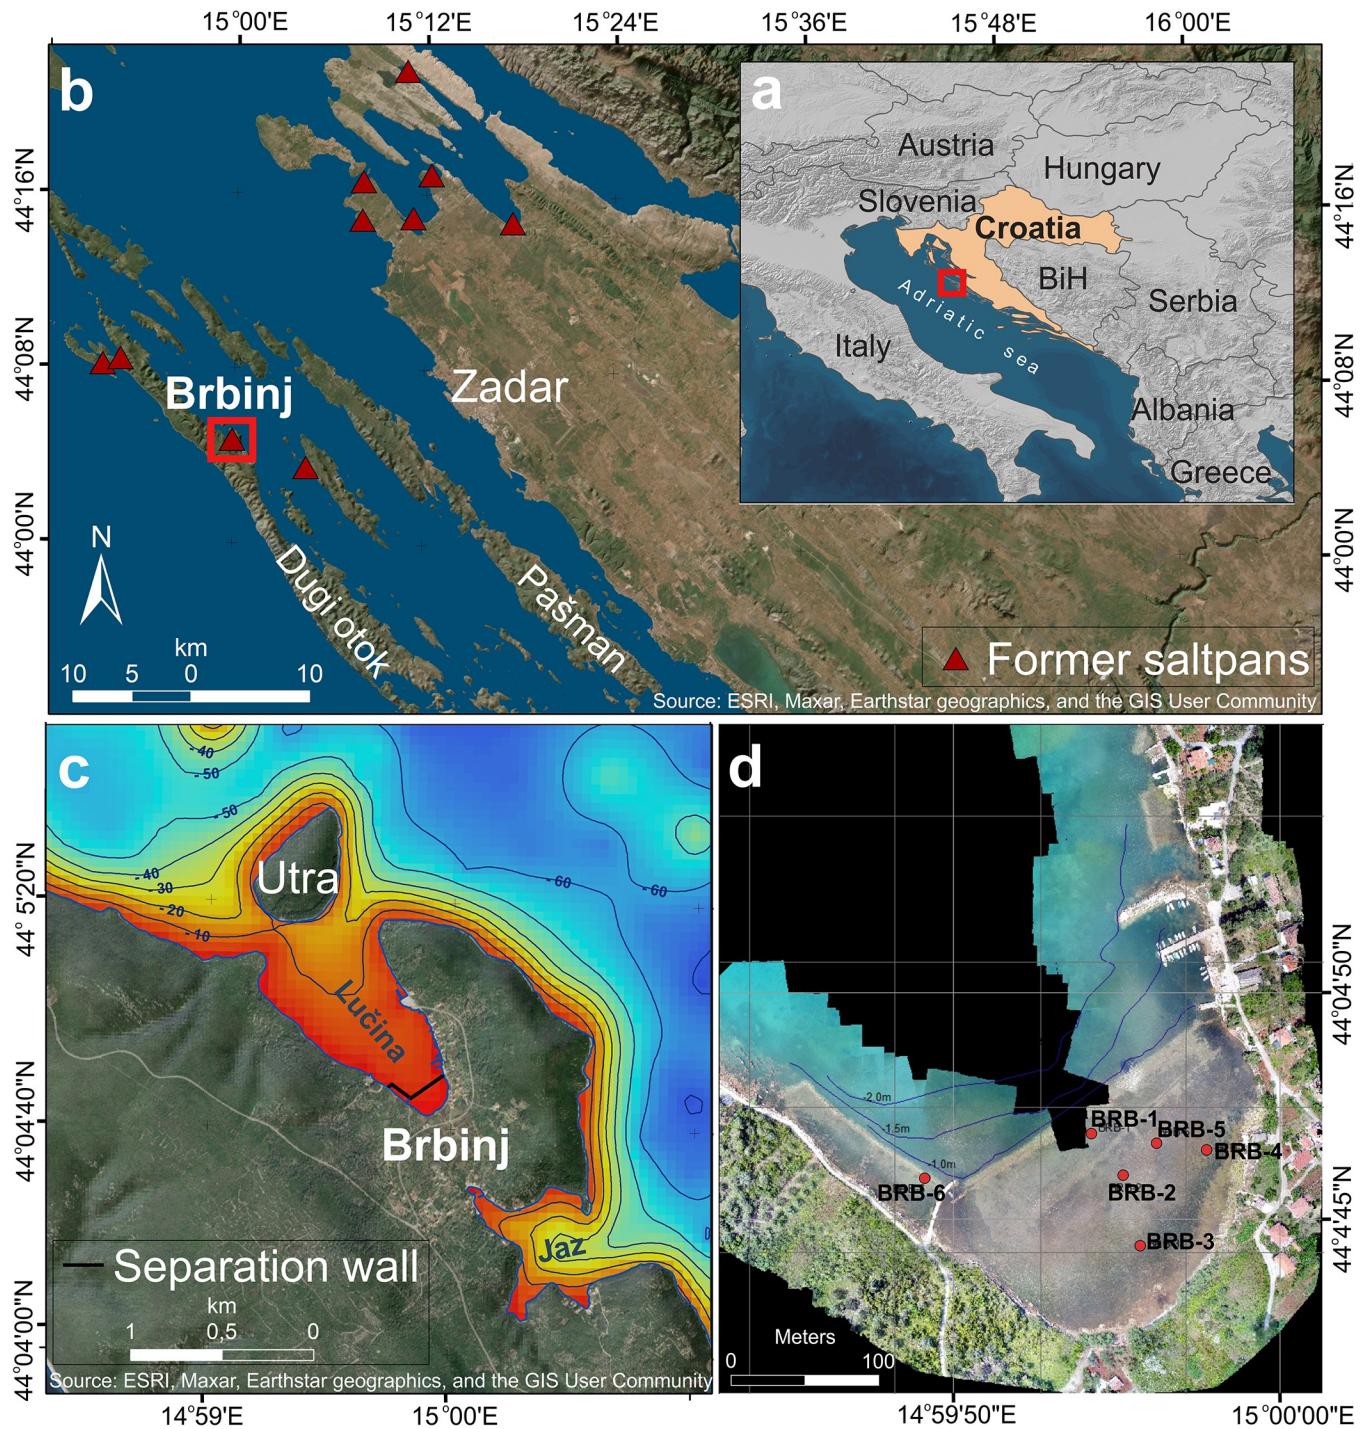 15°00'E 15°12'E 15°24'E 15°36'E 15°48'E 16°00'E
b
44°16'N
44°08'N
44°00'N
Brbinj
Zadar
Dugi otok
Pašman
N
km
10 5 0 10
Former saltpans
Source: ESRI, Maxar, Earthstar geographics, and the GIS User Community
a
Austria
Hungary
Slovenia
Croatia
BiH
Serbia
Adriatic sea
Italy
Albania
Greece
44°16'N
44°08'N
44°00'N
c
-40
-50
-50
-40
-30
-20
-10
-60
-60
Utra
Lučina
Brbinj
Jaz
Separation wall
km
1 0,5 0
Source: ESRI, Maxar, Earthstar geographics, and the GIS User Community
44° 5'20"N
44°04'40"N
44°04'00"N
14°59'E 15°00'E
d
-2.0m
-1.5m
-1.0m
BRB-1
BRB-5
BRB-4
BRB-2
BRB-6
BRB-3
Meters
0 100
44°04'50"N
44°4'45"N
14°59'50"E 15°00'00"E